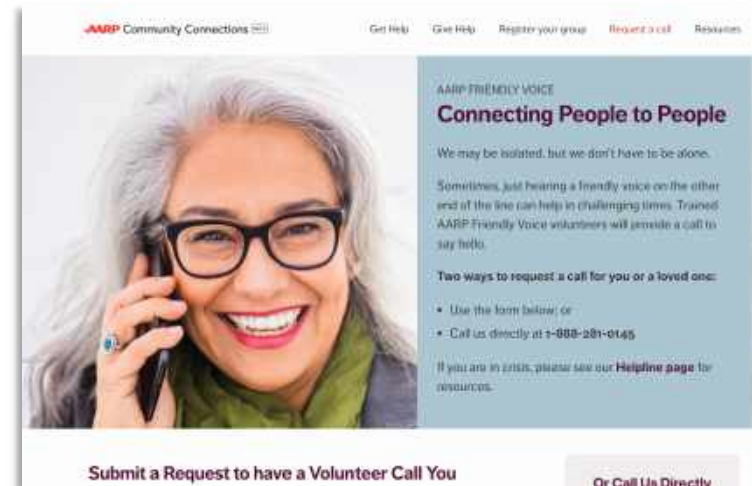 AARP Community Connections
Get Help Give Help Register your group Request a call Resources
AARP FRIENDLY VOICE
Connecting People to People
We may be isolated, but we don't have to be alone.
Sometimes, just hearing a friendly voice on the other
end of the line can help in challenging times. Trained
AARP Friendly Voice volunteers will provide a call to
say hello.
Two ways to request a call for you or a loved one:
• Use the form below; or
• Call us directly at 1-888-281-0145
If you are in crisis, please see our Helpline page for
resources.
Submit a Request to have a Volunteer Call You
Or Call Us Directly